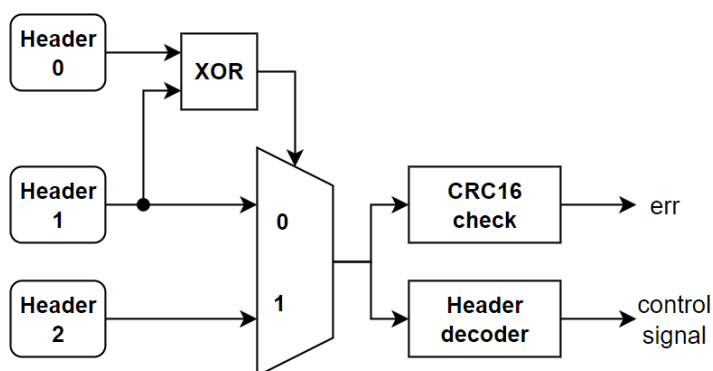 Header
0
XOR
Header
1
0
CRC16
check
err
Header
2
1
Header
decoder
control
signal